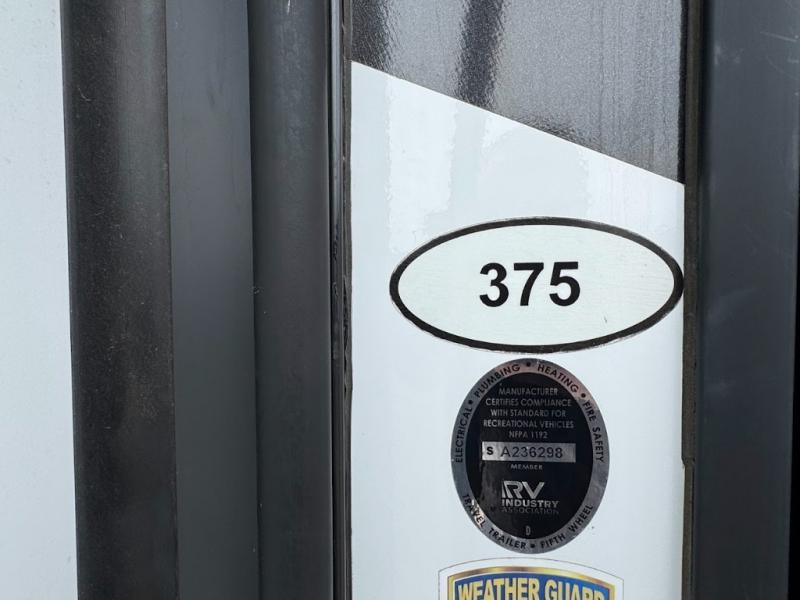 375
ELECTRICAL • PLUMBING • HEATING • FIRE SAFETY
MANUFACTURER
CERTIFIES COMPLIANCE
WITH STANDARD FOR
RECREATIONAL VEHICLES
NFPA 1192
S A236298
MEMBER
RV
INDUSTRY
ASSOCIATION
D
TRAVEL TRAILER • FIFTH WHEEL
WEATHER GUARD